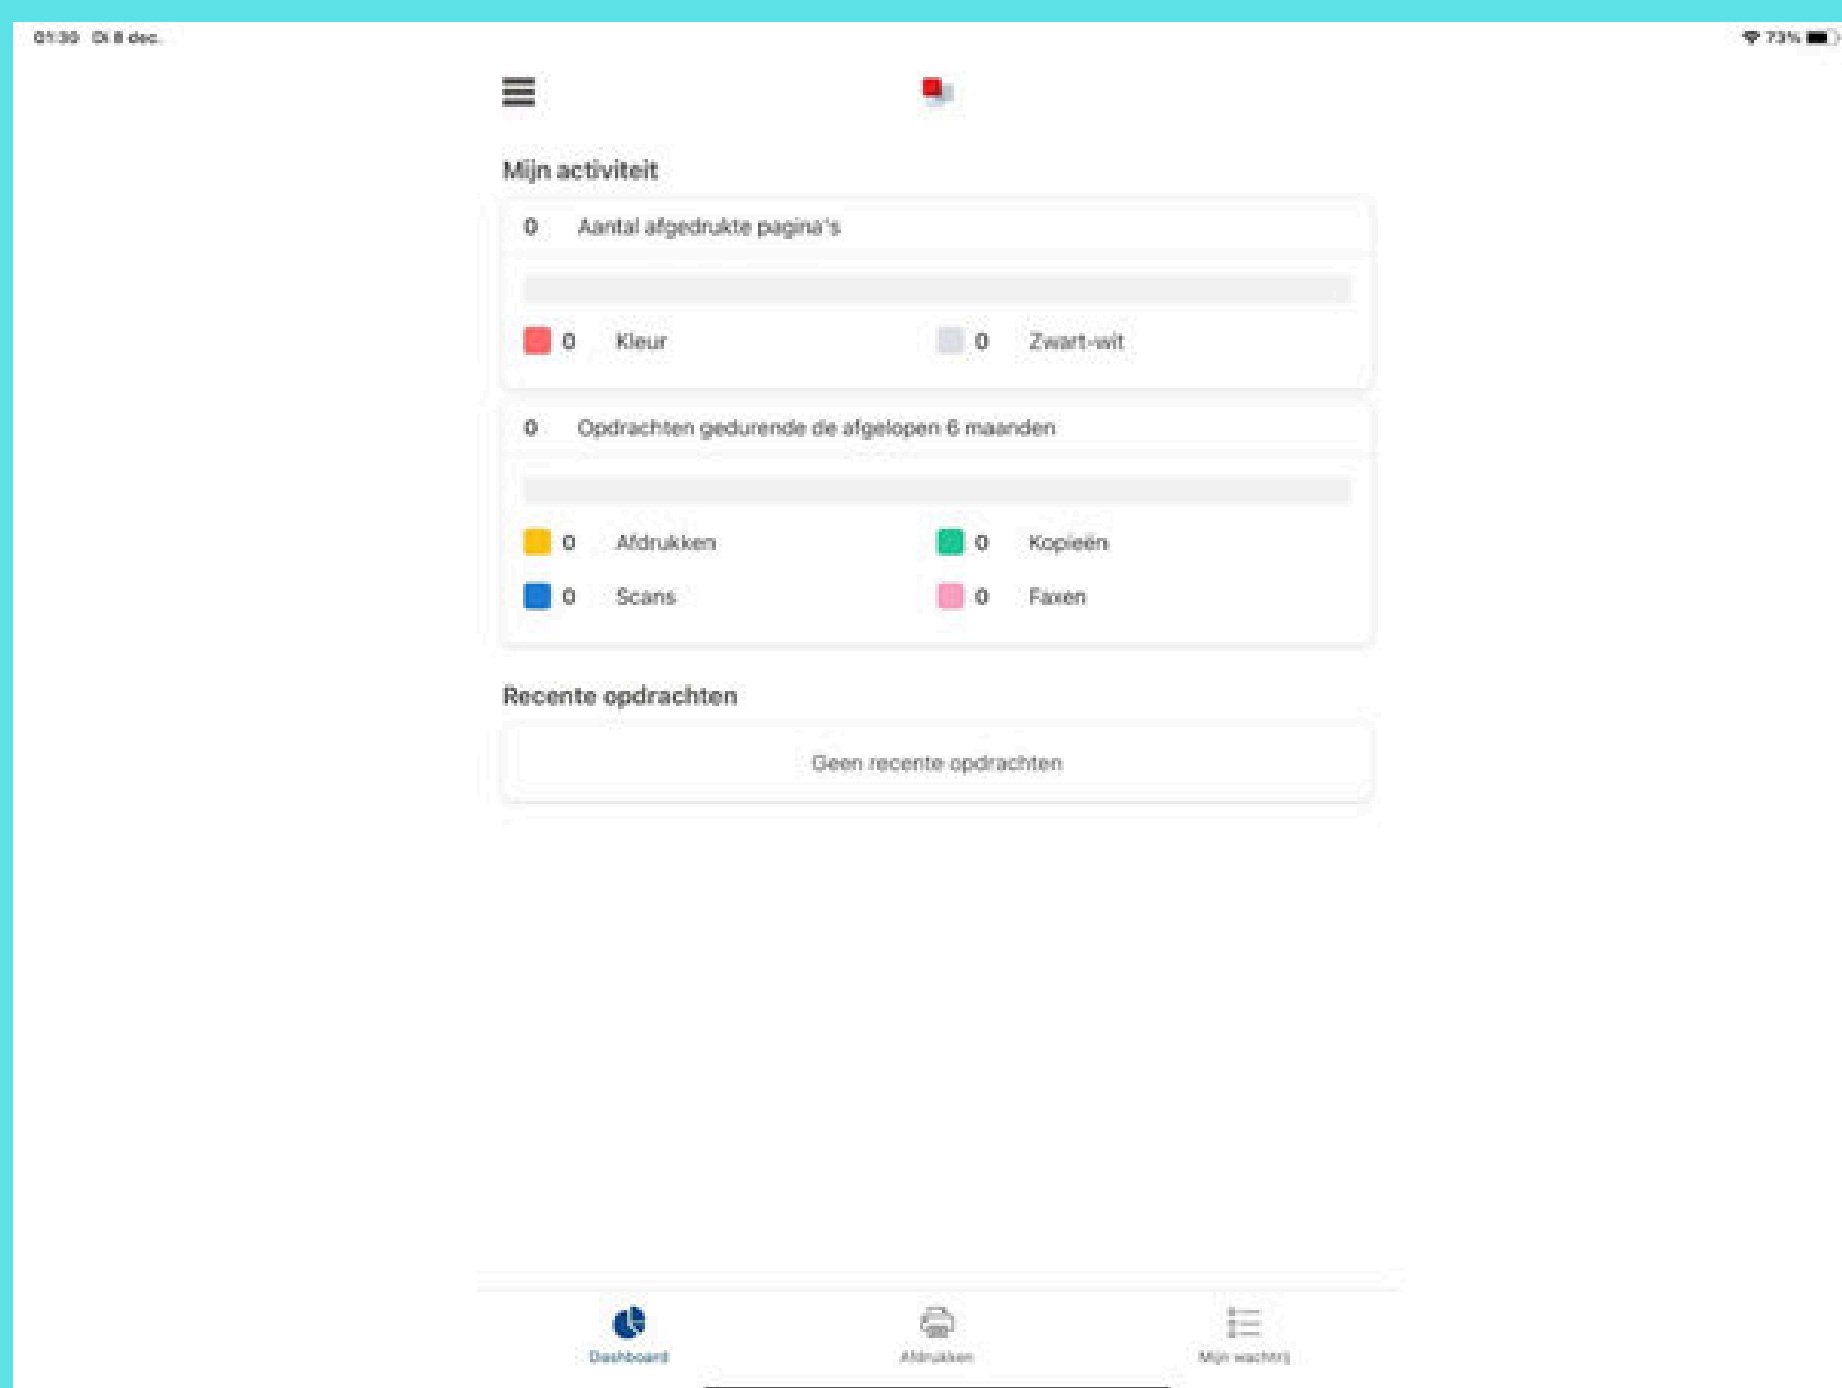 01:30 Di 8 dec.
73%
Mijn activiteit
0 Aantal afgedrukte pagina's
0 Kleur 0 Zwart-wit
0 Opdrachten gedurende de afgelopen 6 maanden
0 Afdrukken 0 Kopieën
0 Scans 0 Faxen
Recente opdrachten
Geen recente opdrachten
Dashboard Afdrukken Mijn wachtrij